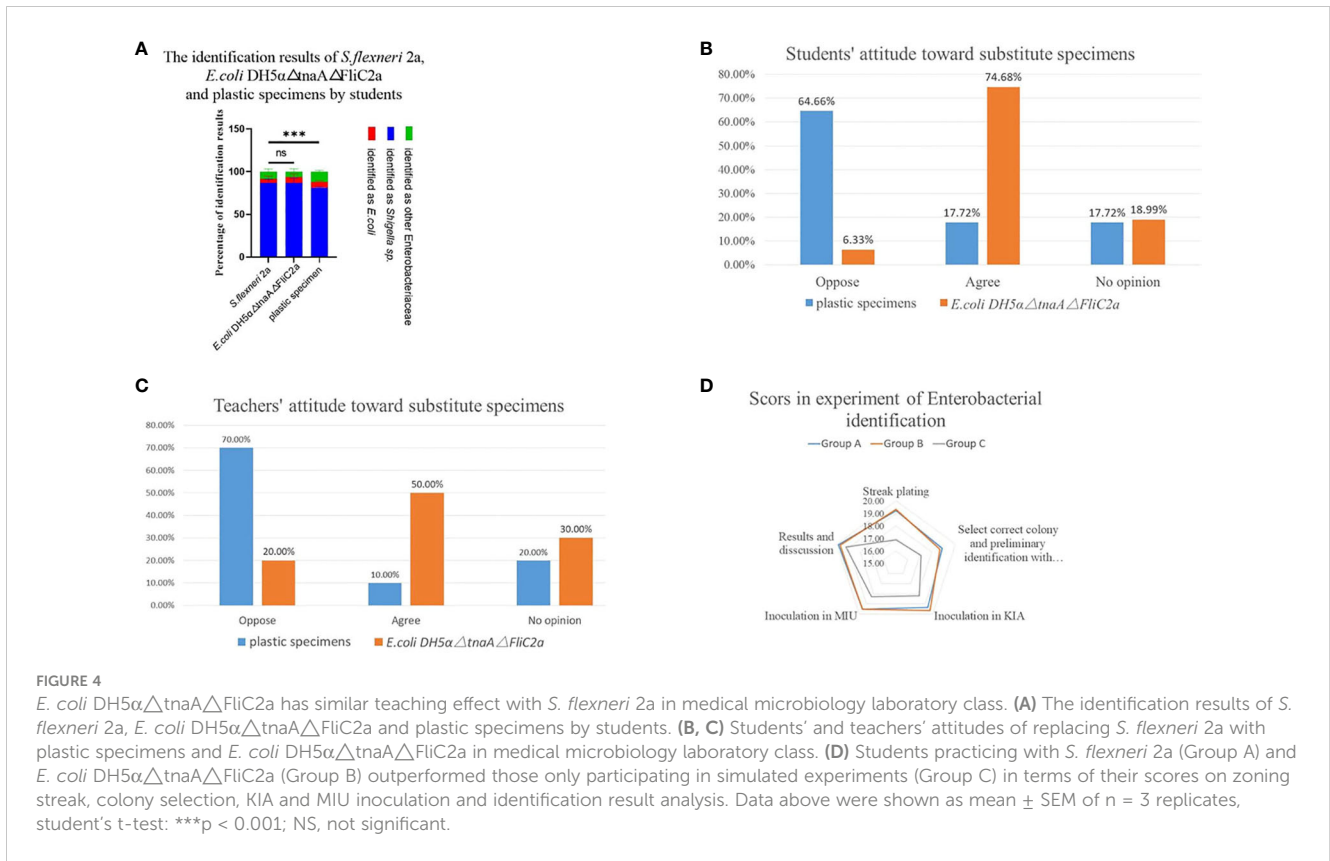 A
The identification results of S.flexneri 2a,
E.coli DH5α△tnaA△FliC2a
and plastic specimens by students
Percentage of identification results
150
100
50
0
***
ns
S.flexneri 2a
E.coli DH5α△tnaA△FliC2a
plastic specimen
identified as E.coli
identified as Shigella sp.
identified as other Enterobacteriaceae
B
Students' attitude toward substitute specimens
80.00%
70.00%
60.00%
50.00%
40.00%
30.00%
20.00%
10.00%
0.00%
64.66%
6.33%
17.72%
74.68%
17.72%
18.99%
Oppose
Agree
No opinion
plastic specimens
E.coli DH5α△tnaA△FliC2a
C
Teachers' attitude toward substitute specimens
80.00%
70.00%
60.00%
50.00%
40.00%
30.00%
20.00%
10.00%
0.00%
70.00%
20.00%
10.00%
50.00%
20.00%
30.00%
Oppose
Agree
No opinion
plastic specimens
E.coli DH5α△tnaA△FliC2a
D
Scors in experiment of Enterobacterial
identification
Group A
Group B
Group C
Streak plating
20.00
19.00
18.00
17.00
16.00
15.00
Select correct colony
and preliminary
identification with…
Inoculation in KIA
Inoculation in MIU
Results and
disscussion
FIGURE 4
E. coli DH5α△tnaA△FliC2a has similar teaching effect with S. flexneri 2a in medical microbiology laboratory class. (A) The identification results of S.
flexneri 2a, E. coli DH5α△tnaA△FliC2a and plastic specimens by students. (B, C) Students' and teachers' attitudes of replacing S. flexneri 2a with
plastic specimens and E. coli DH5α△tnaA△FliC2a in medical microbiology laboratory class. (D) Students practicing with S. flexneri 2a (Group A) and
E. coli DH5α△tnaA△FliC2a (Group B) outperformed those only participating in simulated experiments (Group C) in terms of their scores on zoning
streak, colony selection, KIA and MIU inoculation and identification result analysis. Data above were shown as mean ± SEM of n = 3 replicates,
student's t-test: ***p < 0.001; NS, not significant.